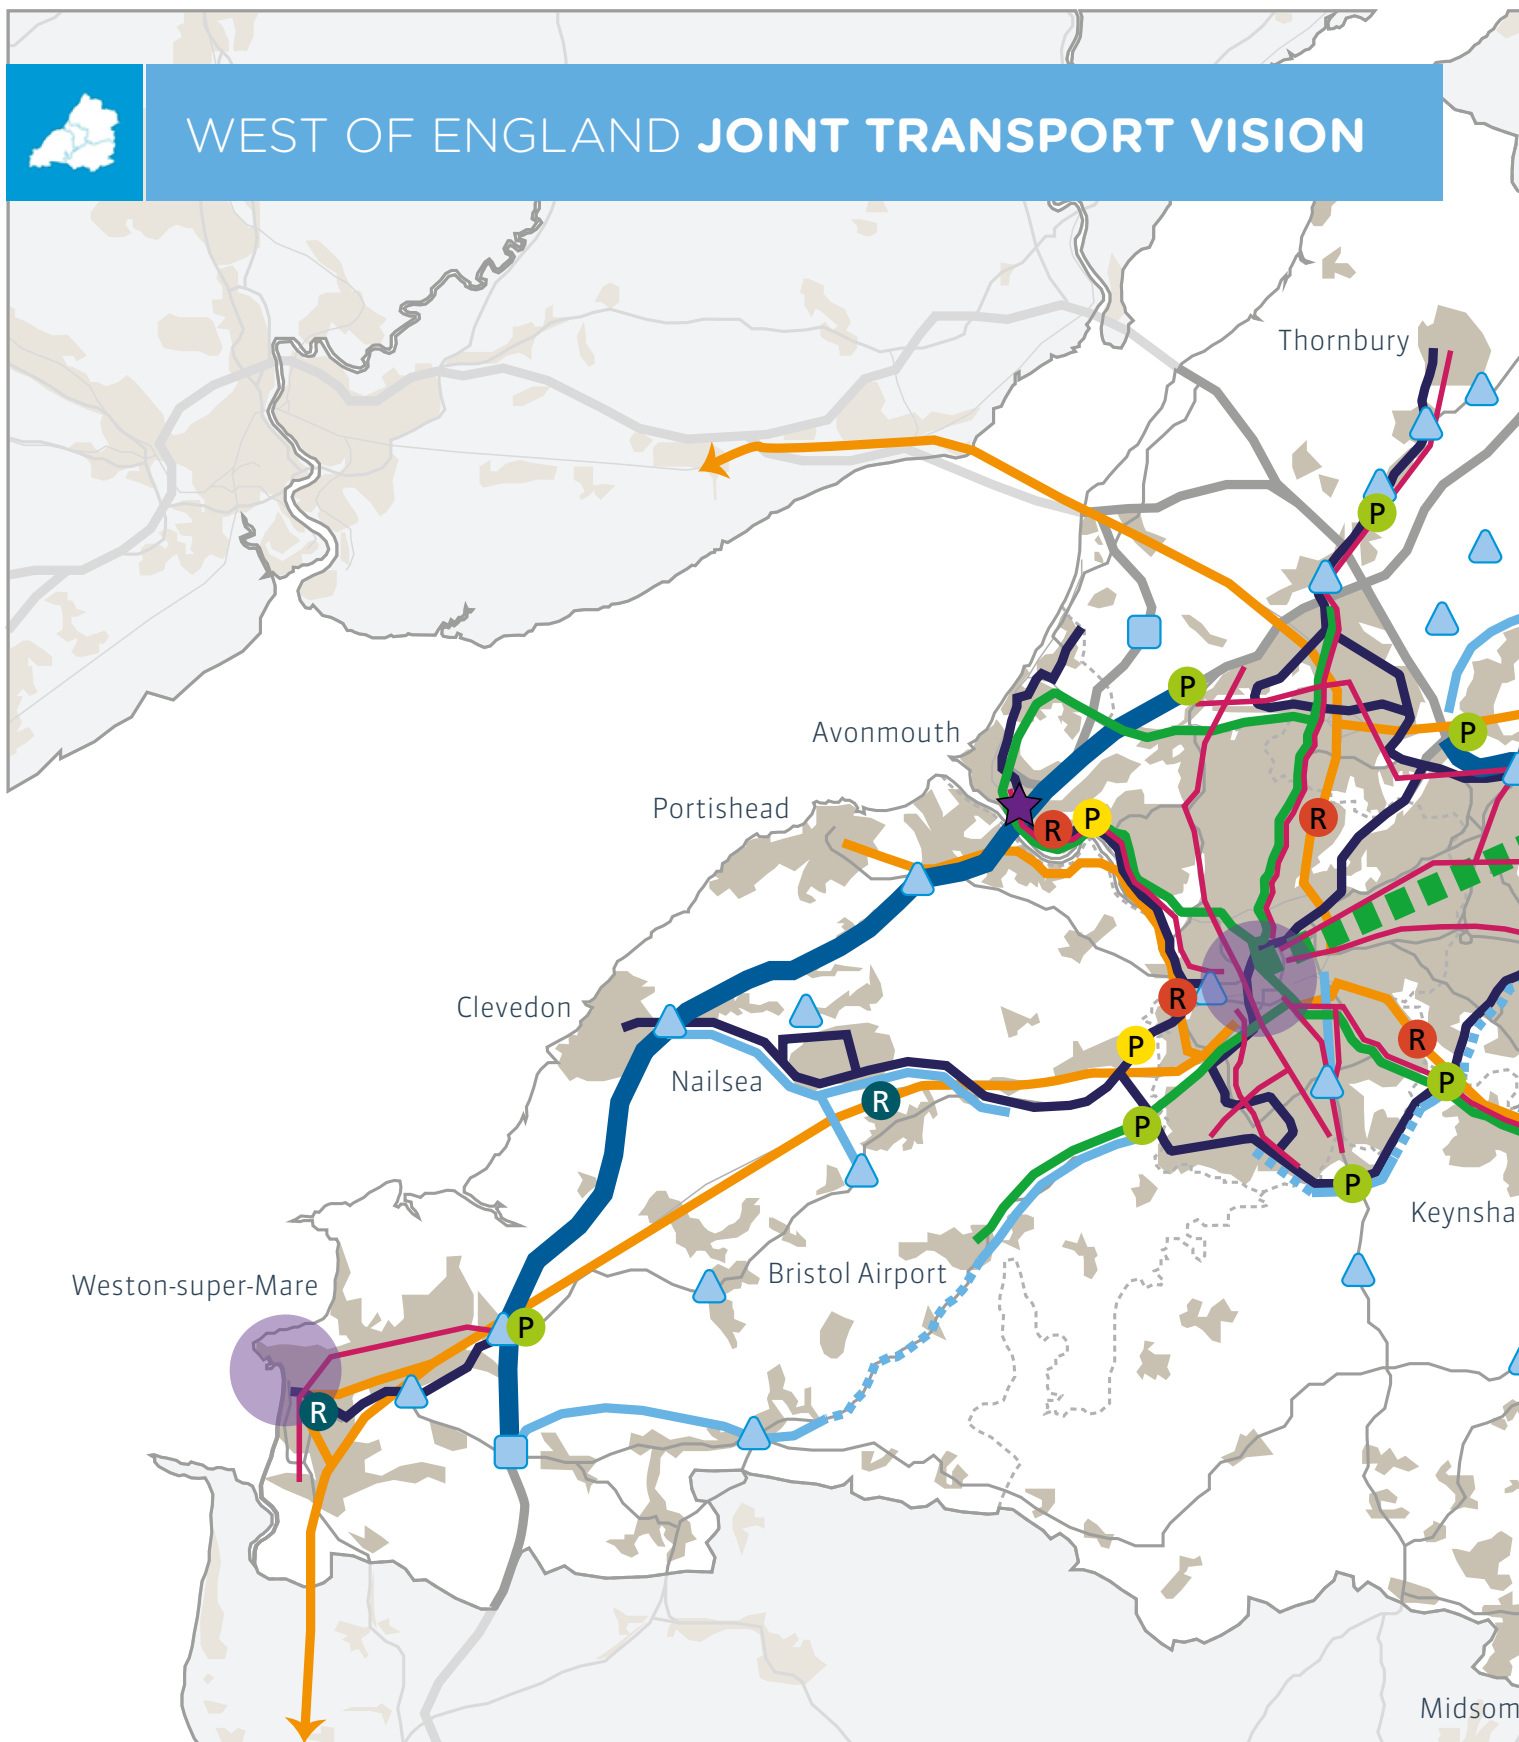 WEST OF ENGLAND JOINT TRANSPORT VISION
Thornbury
P
P
Avonmouth
P
Portishead
R
P
R
Clevedon
R
R
P
Nailsea
P
R
P
P
Keynsha
Bristol Airport
Weston-super-Mare
P
R
Midsom